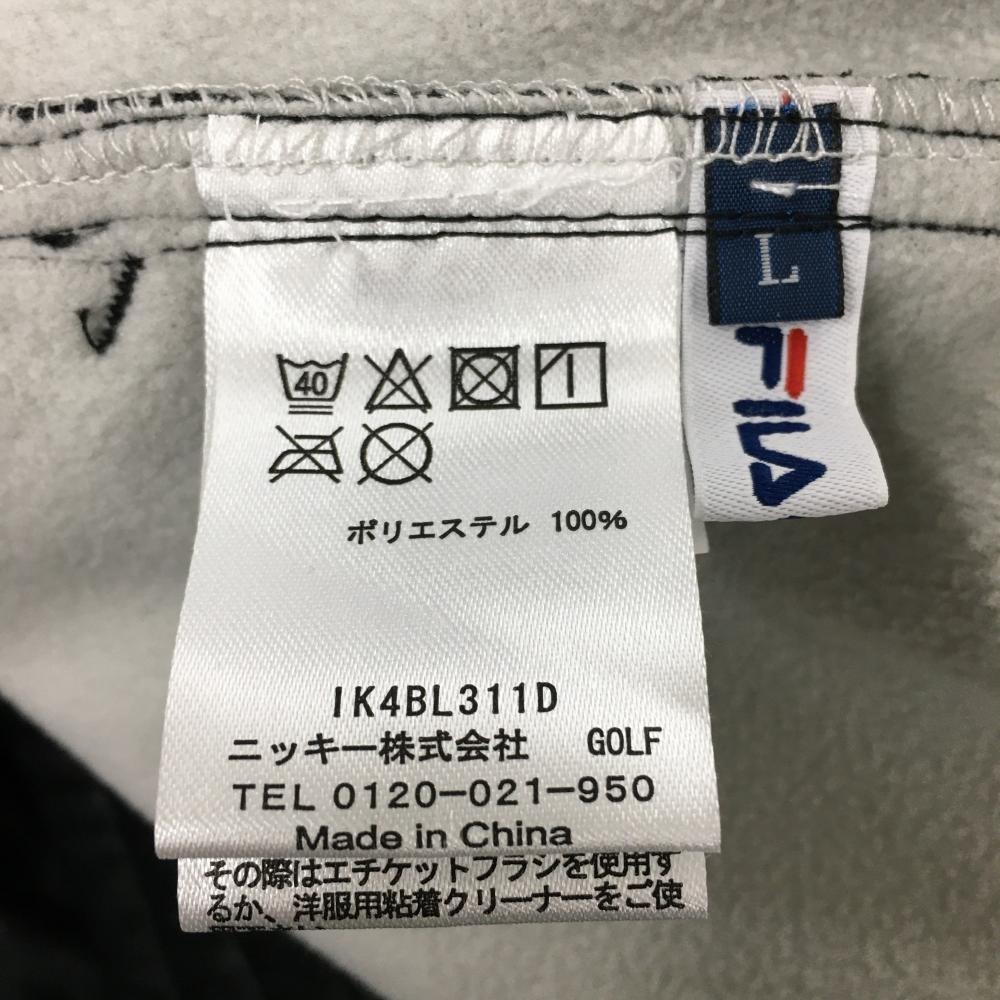 L
FILA
40
ポリエステル 100%
IK4BL311D
ニッキー株式会社 GOLF
TEL 0120-021-950
Made in China
その際はエチケットブラシを使用す
るか、洋服用粘着クリーナーをご使